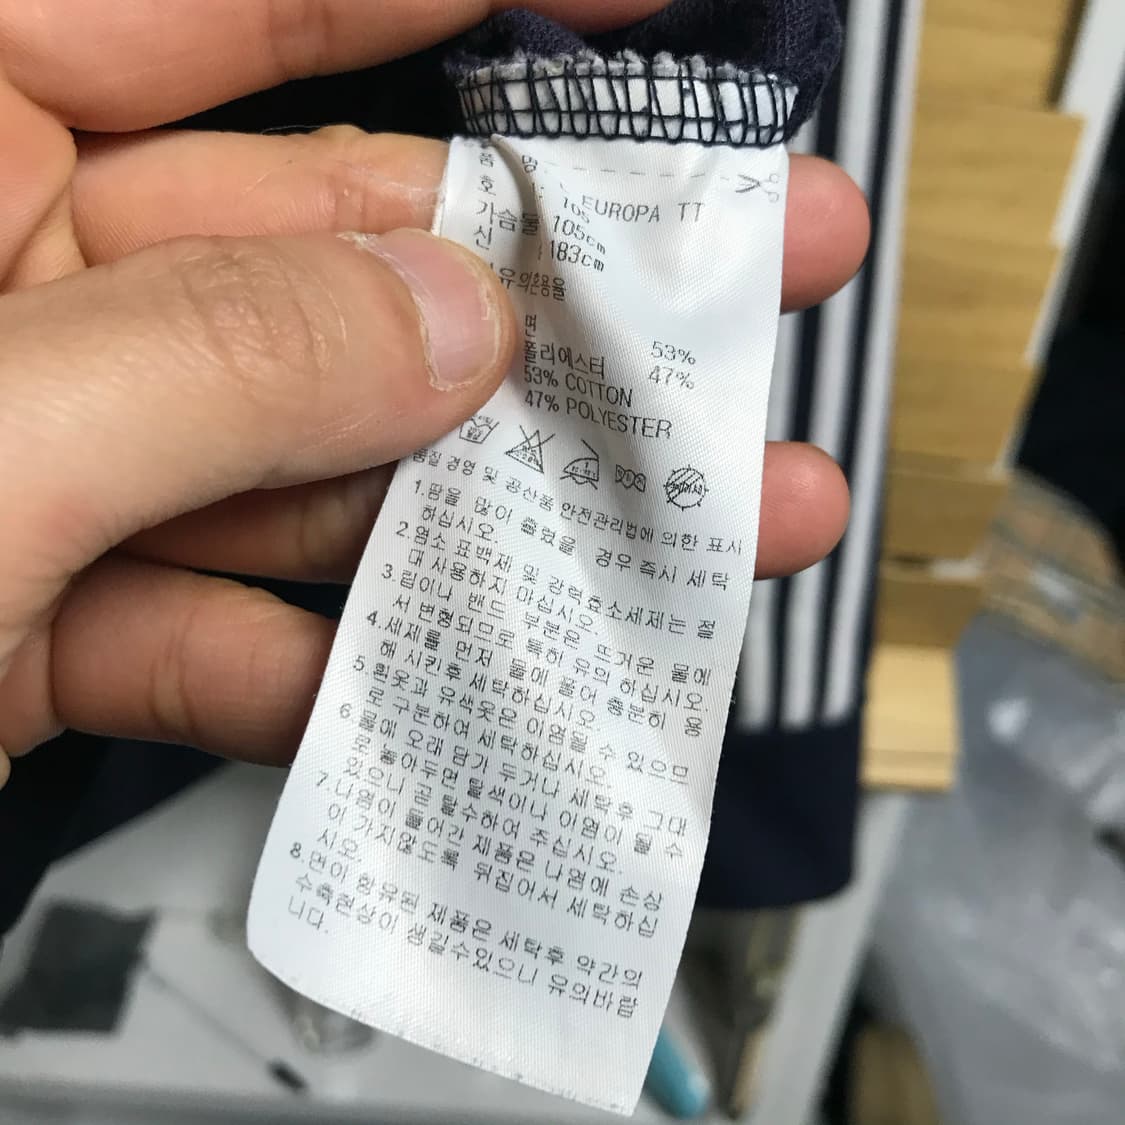 EUROPA TT
호 105
가슴둘 105cm
신 183cm
면 53%
폴리에스터 47%
53% COTTON
47% POLYESTER
품질 경영 및 공산품 안전관리법에 의한 표시
1.땀을 많이 흘렸을 경우 즉시 세탁
하십시오.
2.염소 표백제 및 강력효소세제는 절
대 사용하지 마십시오.
3.립이나 밴드 부분은 뜨거운 물에
서 변형되므로 특히 유의 하십시오.
4.세제를 먼저 물에 풀어 충분히 용
해 시킨후 세탁하십시오.
5.흰옷과 유색옷은 이염될 수 있으므
로 구분하여 세탁하십시오.
6.물에 오래 담가 두거나 세탁후 그대
로 놓아두면 탈색이나 이염이 될 수
있으니 곧 탈수하여 주십시오.
7.나염이 들어간 제품은 나염에 손상
이 가지않도록 뒤집어서 세탁하십
시오.
8.면이 함유된 제품은 세탁후 약간의
수축현상이 생길수있으니 유의바랍
니다.